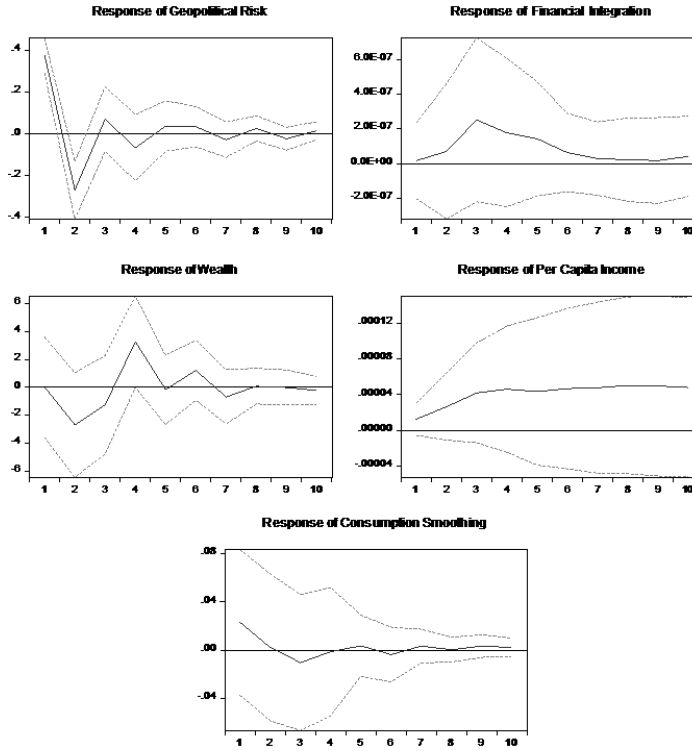 Response of Geopolitical Risk
.4
.2
.0
-.2
-.4
1 2 3 4 5 6 7 8 9 10
Response of Financial Integration
6.0E-07
4.0E-07
2.0E-07
0.0E+00
-2.0E-07
1 2 3 4 5 6 7 8 9 10
Response of Wealth
6
4
2
0
-2
-4
-6
1 2 3 4 5 6 7 8 9 10
Response of Per Capita Income
.00012
.00008
.00004
.00000
-.00004
1 2 3 4 5 6 7 8 9 10
Response of Consumption Smoothing
.08
.04
.00
-.04
1 2 3 4 5 6 7 8 9 10